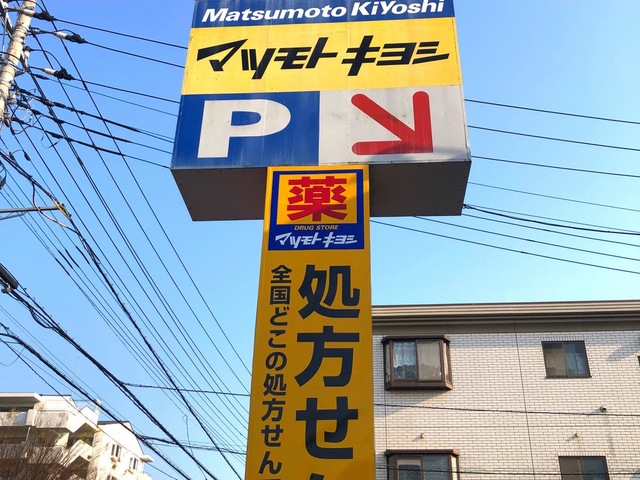 Matsumoto KiYoshi
マツモトキヨシ
P
薬
DRUG STORE
マツモトキヨシ
処方せん
全国どこの処方せん